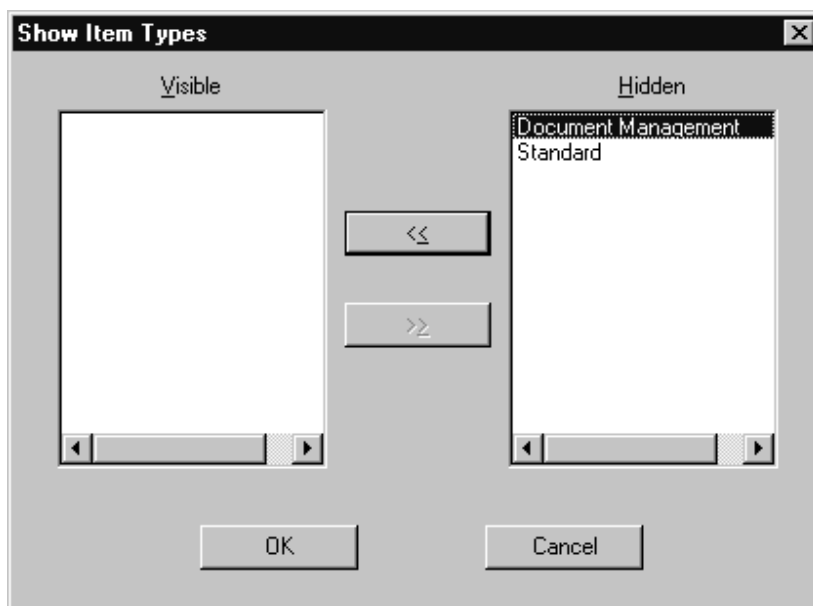 Show Item Types
Visible
Hidden
Document Management
Standard
<<
>>
OK
Cancel